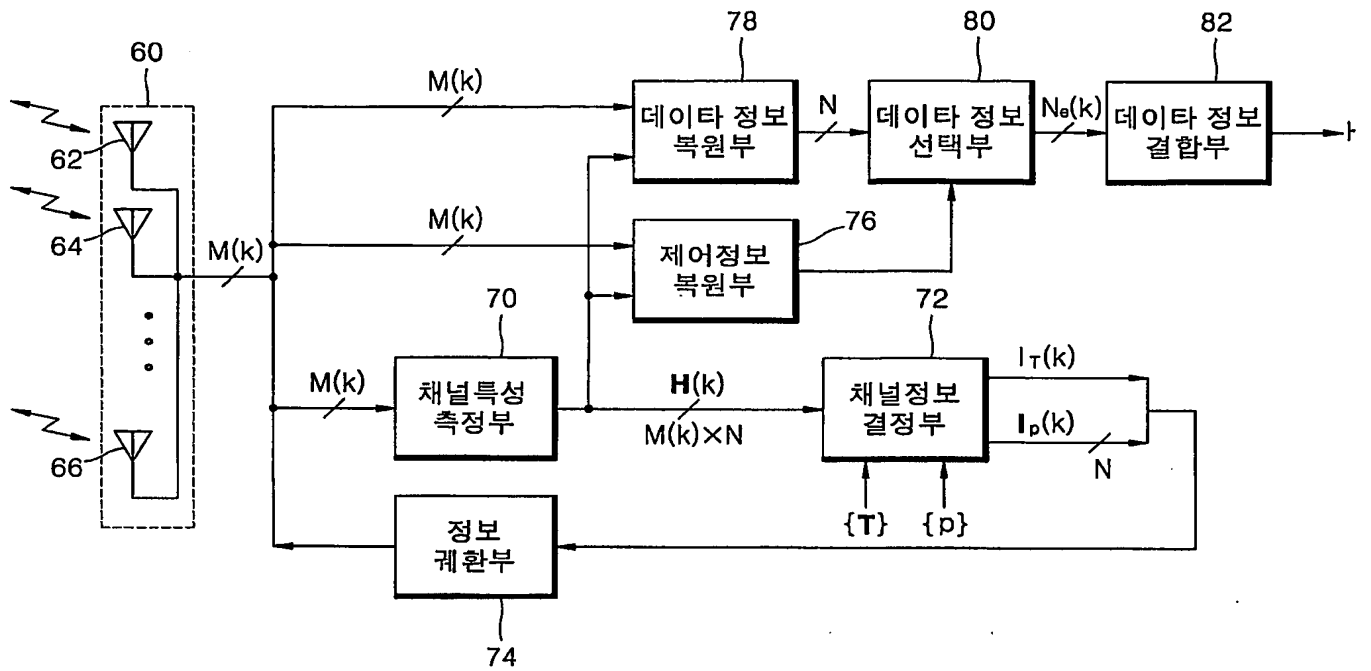 78
80
82
60
M(k)
데이타 정보
복원부
N
데이타 정보
선택부
Ne(k)
데이타 정보
결합부
62
64
M(k)
M(k)
76
제어정보
복원부
70
72
M(k)
채널특성
측정부
H(k)
M(k)×N
채널정보
결정부
IT(k)
Ip(k)
N
66
{T}
{p}
정보
궤환부
74